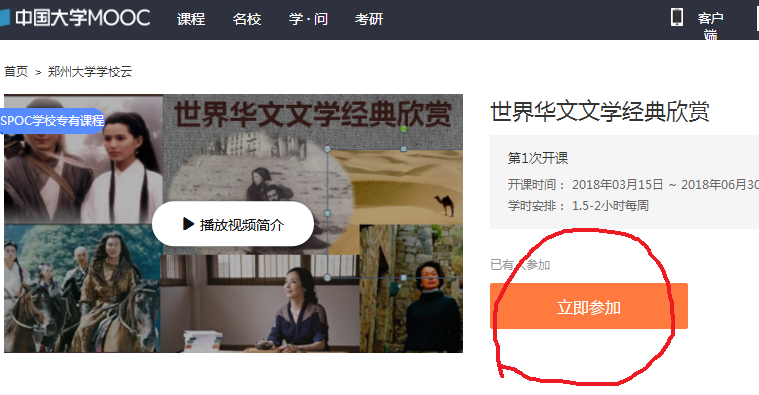 中国大学MOOC 课程 名校 学·问 考研 客户端
首页 > 郑州大学学校云
SPOC学校专有课程
世界华文文学经典欣赏
播放视频简介
世界华文文学经典欣赏
第1次开课
开课时间： 2018年03月15日 ~ 2018年06月30
学时安排： 1.5-2小时每周
已有 人参加
立即参加